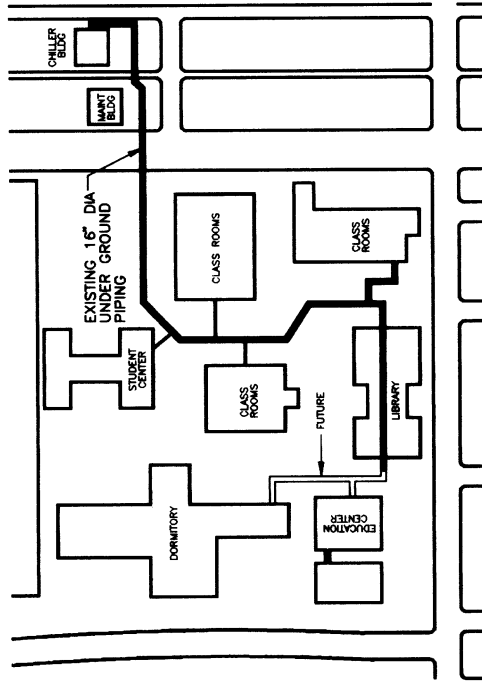 CHILLER
BLDG
MAINT
BLDG
EXISTING 16" DIA
UNDER GROUND
PIPING
CLASS ROOMS
CLASS
ROOMS
STUDENT
CENTER
CLASS
ROOMS
LIBRARY
FUTURE
DORMITORY
EDUCATION
CENTER